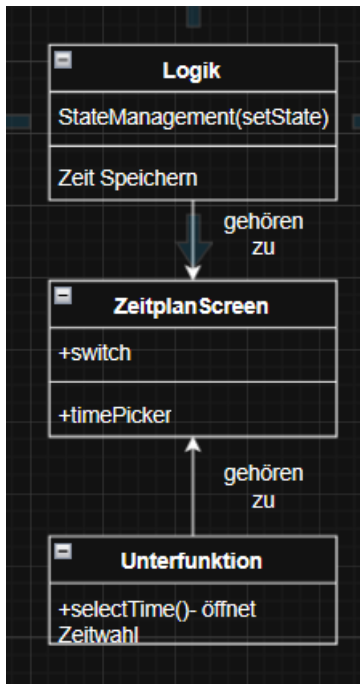 Logik
StateManagement(setState)
Zeit Speichern
gehören
zu
ZeitplanScreen
+switch
+timePicker
gehören
zu
Unterfunktion
+selectTime()- öffnet
Zeitwahl